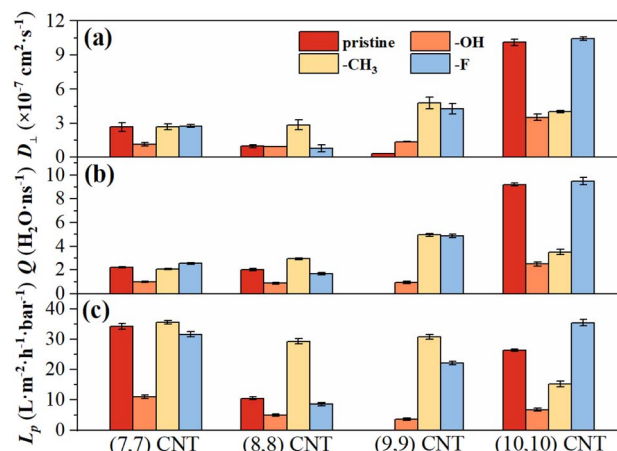 (a)
pristine
-OH
-CH₃
-F
D⊥ (×10⁻⁷ cm²·s⁻¹)
12
9
6
3
0
(b)
Q (H₂O·ns⁻¹)
10
8
6
4
2
0
(c)
Lₚ (L·m⁻²·h⁻¹·bar⁻¹)
40
30
20
10
0
(7,7) CNT (8,8) CNT (9,9) CNT (10,10) CNT